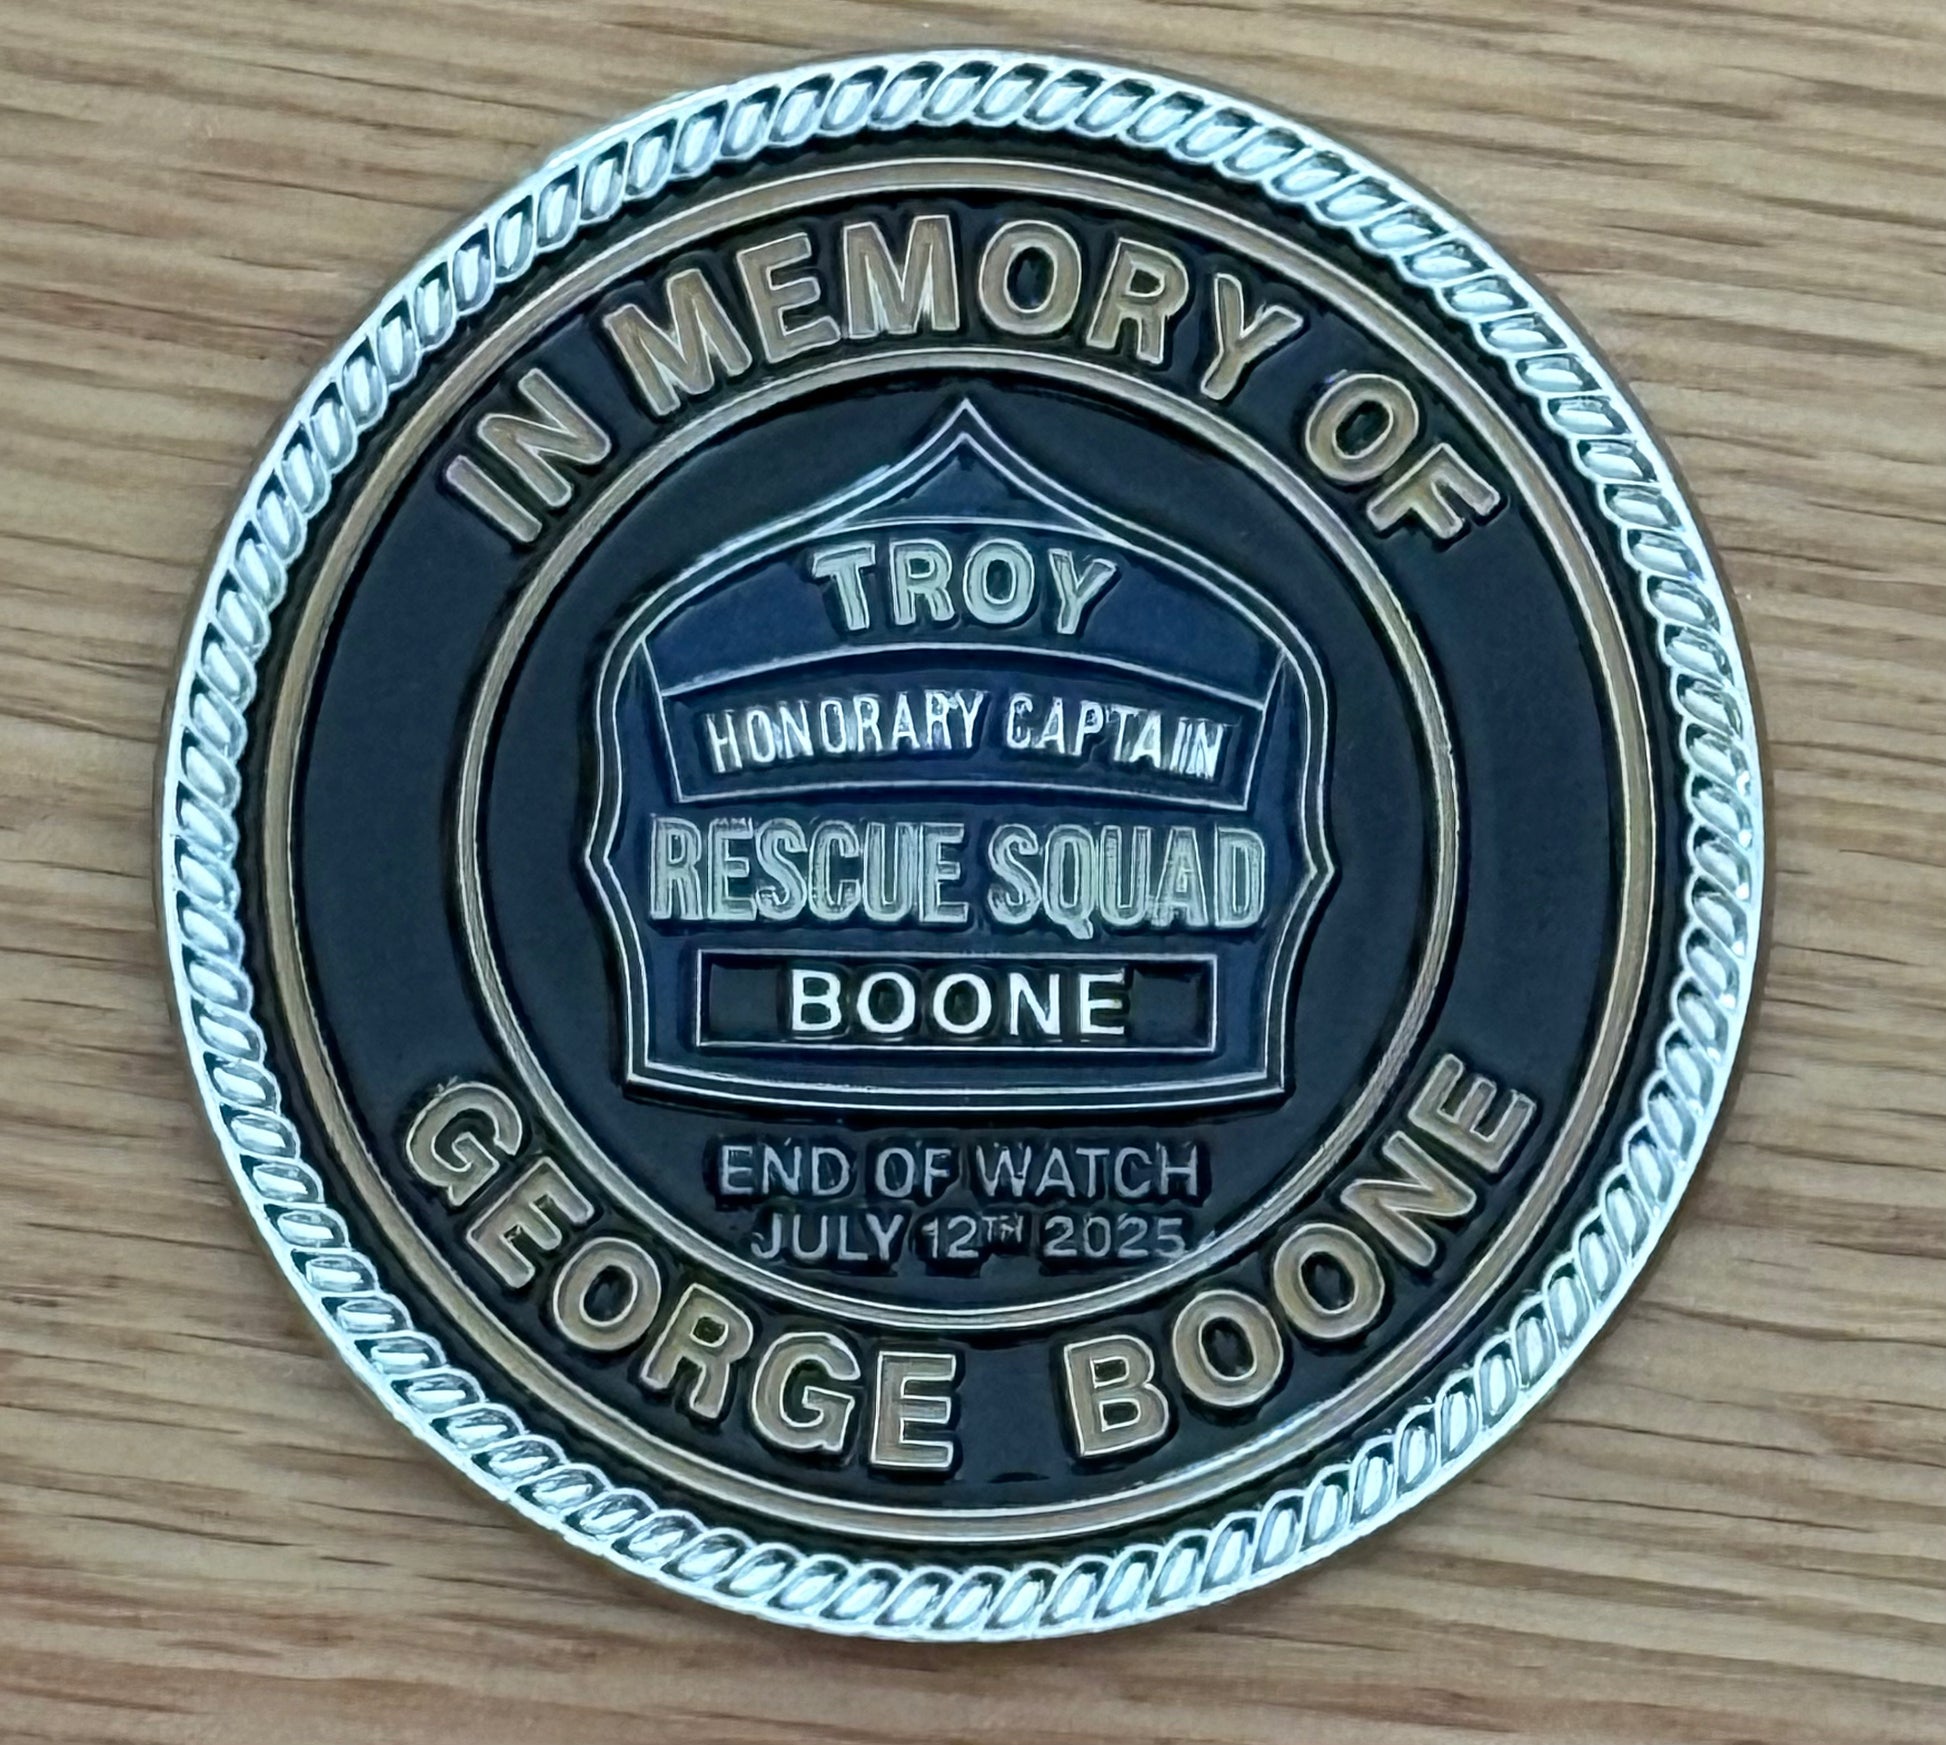 IN MEMORY OF
TROY
HONORARY CAPTAIN
RESCUE SQUAD
BOONE
END OF WATCH
JULY 12TH 2025
GEORGE BOONE